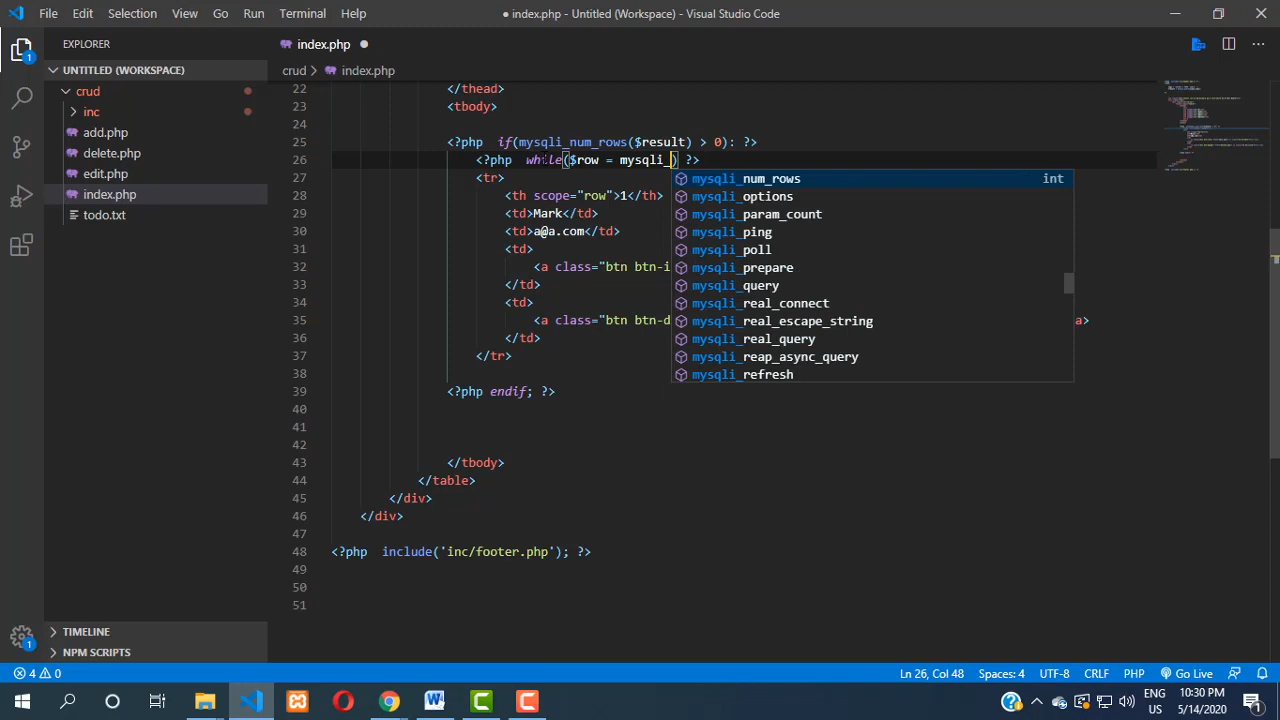 File Edit Selection View Go Run Terminal Help
● index.php - Untitled (Workspace) - Visual Studio Code
EXPLORER
index.php ●
UNTITLED (WORKSPACE)
crud > index.php
crud
inc
add.php
delete.php
edit.php
index.php
todo.txt
22 </thead>
23 <tbody>
24
25 <?php if(mysqli_num_rows($result) > 0): ?>
26 <?php while($row = mysqli_) ?>
27 <tr>
28 <th scope="row">1</th>
29 <td>Mark</td>
30 <td>a@a.com</td>
31 <td>
32 <a class="btn btn-i
33 </td>
34 <td>
35 <a class="btn btn-d a>
36 </td>
37 </tr>
38
39 <?php endif; ?>
40
41
42
43 </tbody>
44 </table>
45 </div>
46 </div>
47
48 <?php include('inc/footer.php'); ?>
49
50
51
mysqli_num_rows int
mysqli_options
mysqli_param_count
mysqli_ping
mysqli_poll
mysqli_prepare
mysqli_query
mysqli_real_connect
mysqli_real_escape_string
mysqli_real_query
mysqli_reap_async_query
mysqli_refresh
TIMELINE
NPM SCRIPTS
1
1
4 0
Ln 26, Col 48 Spaces: 4 UTF-8 CRLF PHP Go Live
ENG
US
10:30 PM
5/14/2020
1